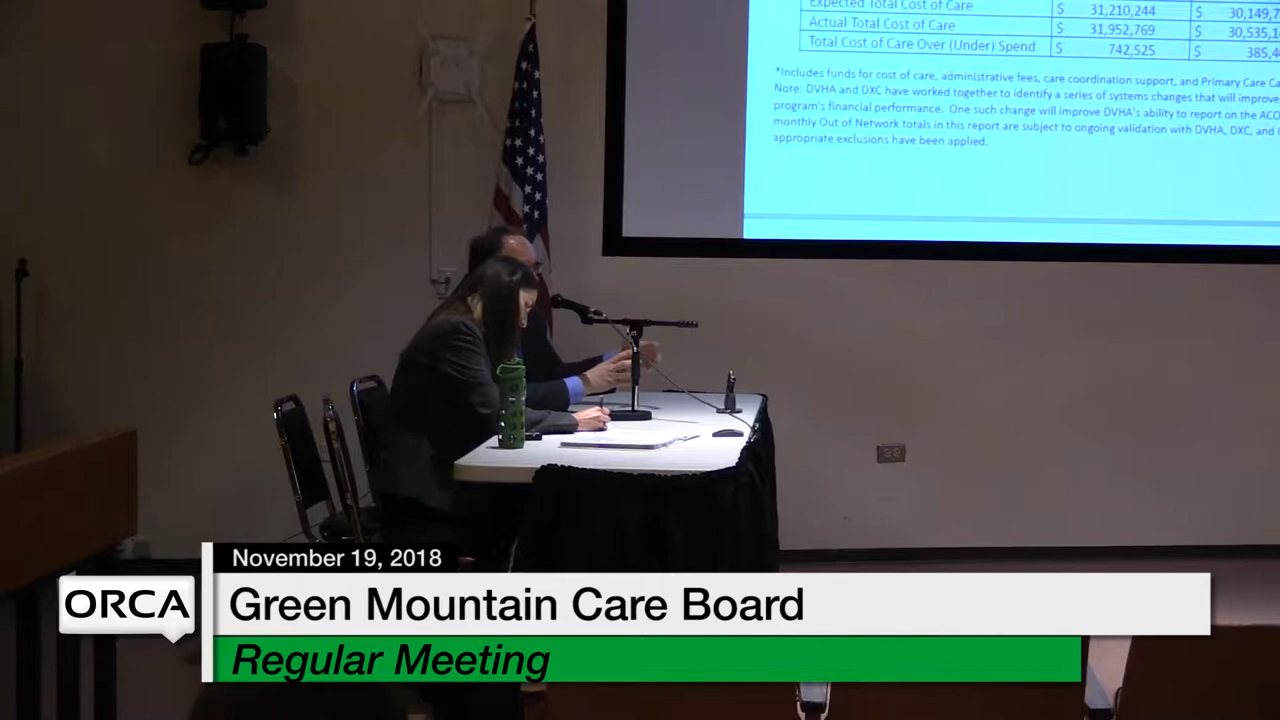 Expected Total Cost of Care $ 31,210,244 $ 30,149,7
Actual Total Cost of Care $ 31,952,769 $ 30,535,1
Total Cost of Care Over (Under) Spend $ 742,525 $ 385,4
*Includes funds for cost of care, administrative fees, care coordination support, and Primary Care Ca
Note: DVHA and DXC have worked together to identify a series of systems changes that will improve
program's financial performance. One such change will improve DVHA's ability to report on the ACO
monthly Out of Network totals in this report are subject to ongoing validation with DVHA, DXC, and
appropriate exclusions have been applied.
November 19, 2018
ORCA
Green Mountain Care Board
Regular Meeting